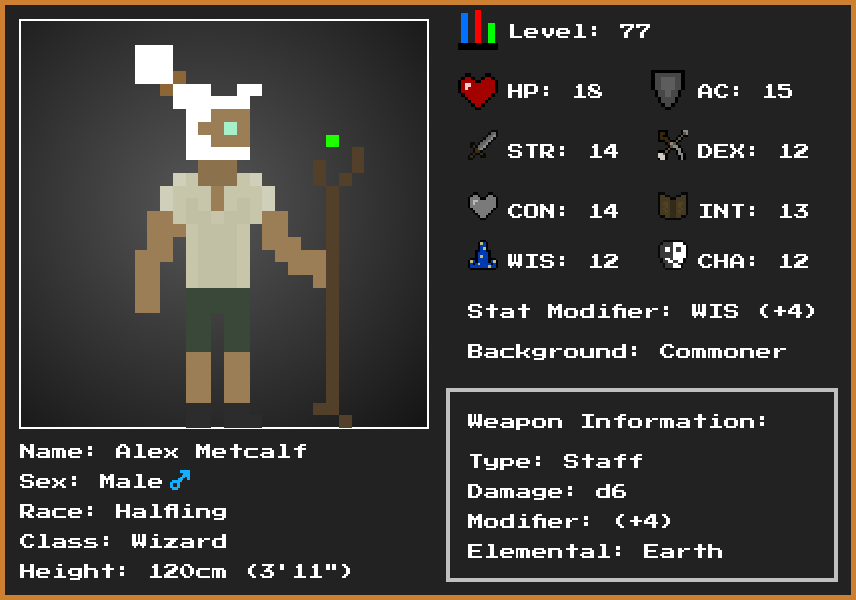 Level: 77
HP: 18
AC: 15
STR: 14
DEX: 12
CON: 14
INT: 13
WIS: 12
CHA: 12
Stat Modifier: WIS (+4)
Background: Commoner
Weapon Information:
Type: Staff
Damage: d6
Modifier: (+4)
Elemental: Earth
Name: Alex Metcalf
Sex: Male ♂
Race: Halfling
Class: Wizard
Height: 120cm (3'11")